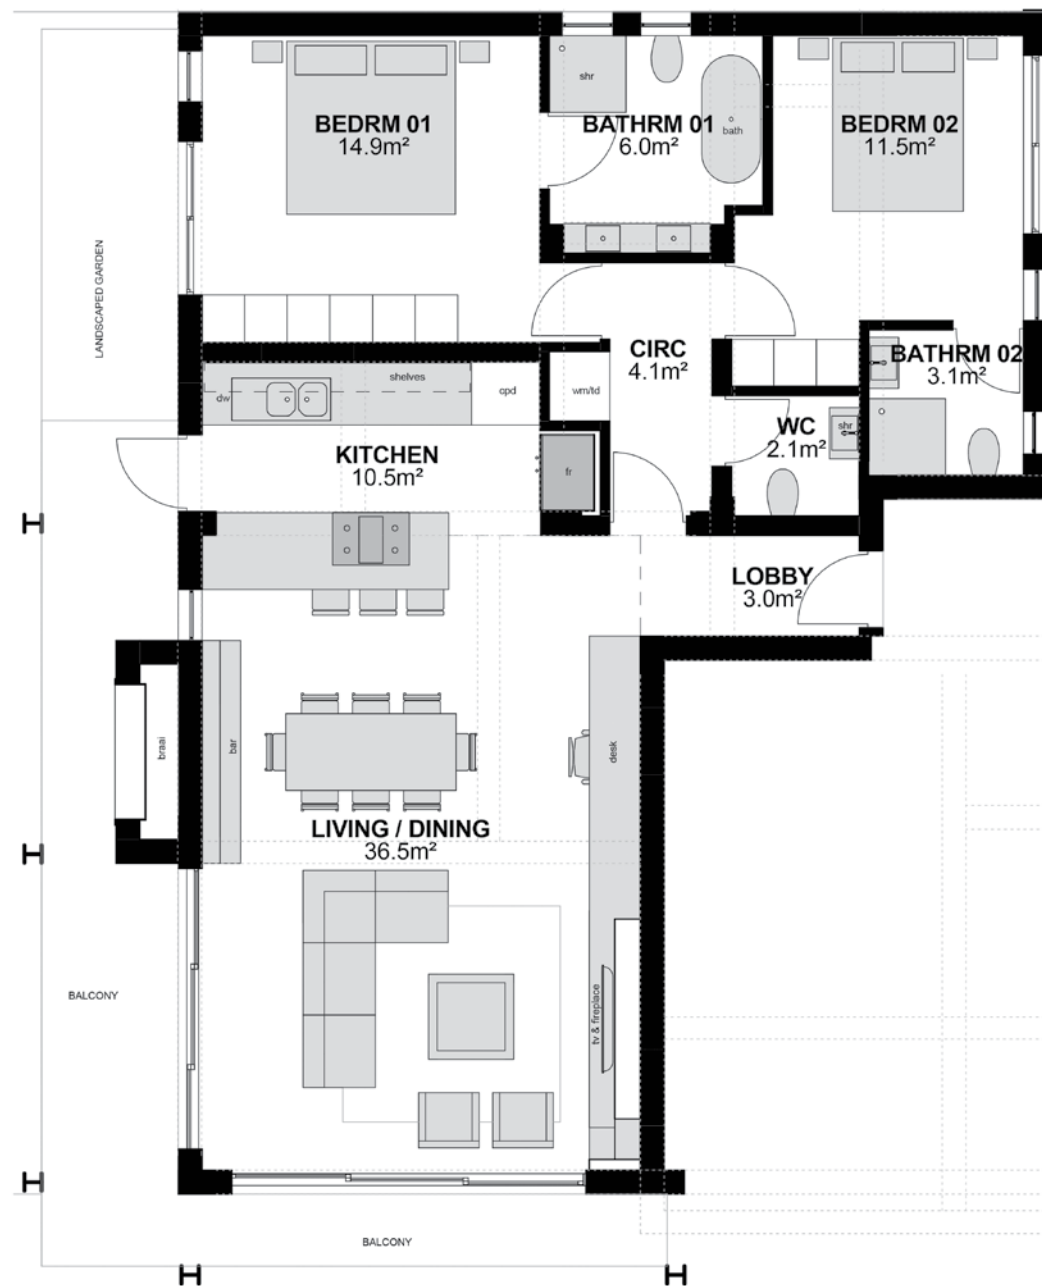 shr
BEDRM 01
14.9m²
BATHRM 01
6.0m²
bath
BEDRM 02
11.5m²
LANDSCAPED GARDEN
CIRC
4.1m²
BATHRM 02
3.1m²
shelves
dw
cpd
wm/td
WC
2.1m²
shr
KITCHEN
10.5m²
fr
LOBBY
3.0m²
braai
bar
desk
LIVING / DINING
36.5m²
BALCONY
tv & fireplace
BALCONY